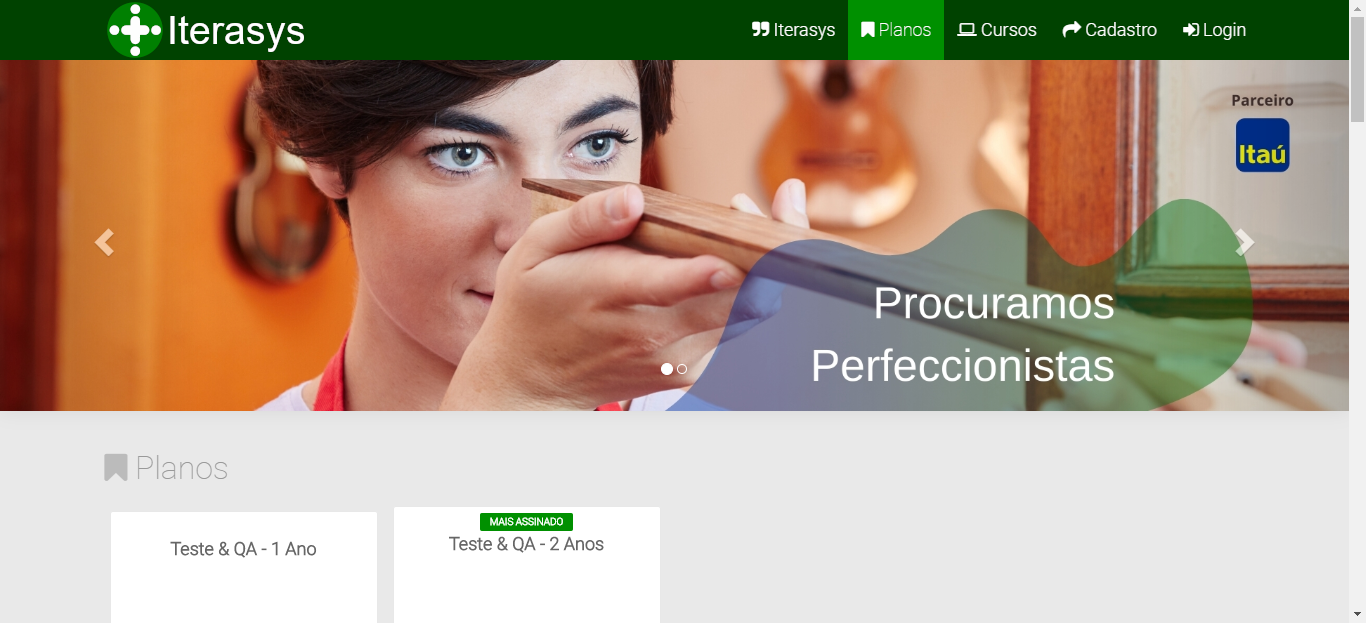 Iterasys
Iterasys Planos Cursos Cadastro Login
Parceiro
Itaú
Procuramos
Perfeccionistas
Planos
Teste & QA - 1 Ano
MAIS ASSINADO
Teste & QA - 2 Anos